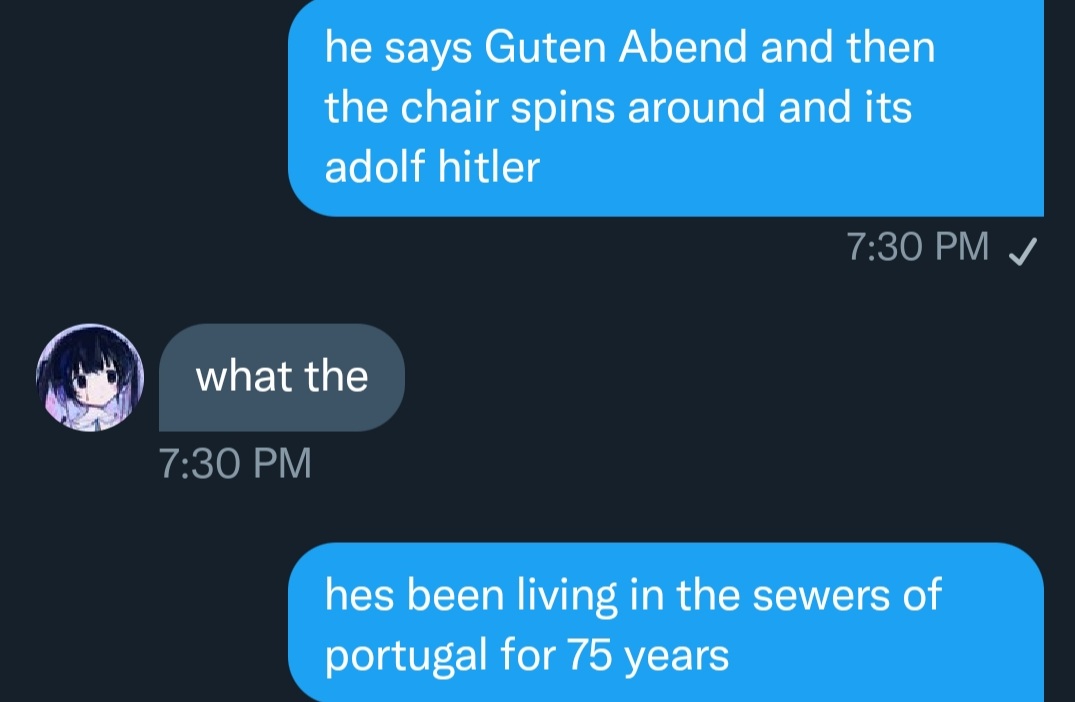 he says Guten Abend and then
the chair spins around and its
adolf hitler
7:30 PM
what the
7:30 PM
hes been living in the sewers of
portugal for 75 years